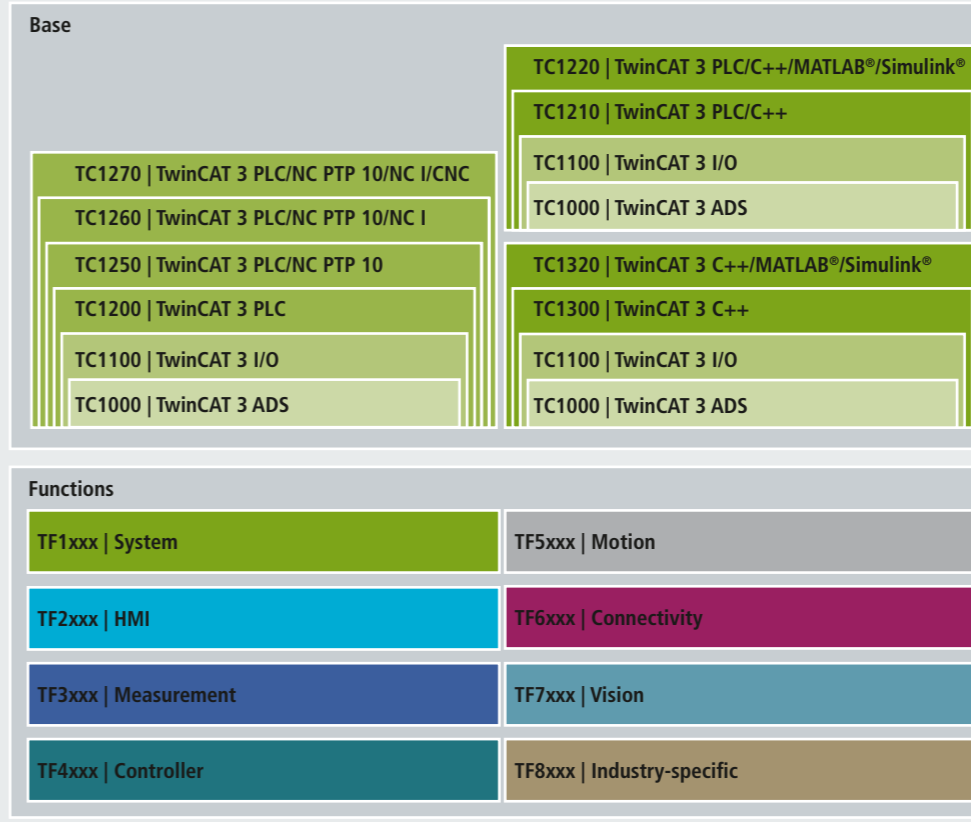 Base
TC1270 | TwinCAT 3 PLC/NC PTP 10/NC I/CNC
TC1260 | TwinCAT 3 PLC/NC PTP 10/NC I
TC1250 | TwinCAT 3 PLC/NC PTP 10
TC1200 | TwinCAT 3 PLC
TC1100 | TwinCAT 3 I/O
TC1000 | TwinCAT 3 ADS
TC1220 | TwinCAT 3 PLC/C++/MATLAB®/Simulink®
TC1210 | TwinCAT 3 PLC/C++
TC1100 | TwinCAT 3 I/O
TC1000 | TwinCAT 3 ADS
TC1320 | TwinCAT 3 C++/MATLAB®/Simulink®
TC1300 | TwinCAT 3 C++
TC1100 | TwinCAT 3 I/O
TC1000 | TwinCAT 3 ADS
Functions
TF1xxx | System
TF5xxx | Motion
TF2xxx | HMI
TF6xxx | Connectivity
TF3xxx | Measurement
TF7xxx | Vision
TF4xxx | Controller
TF8xxx | Industry-specific